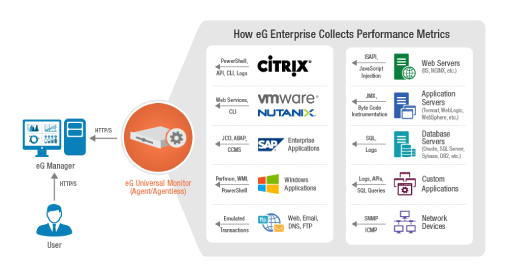 How eG Enterprise Collects Performance Metrics
PowerShell,
API, CLI, Logs
CITRIX
Web Services,
CLI
vmware
NUTANIX
JCO, ABAP,
CCMS
SAP
Enterprise
Applications
Perfmon, WMI,
PowerShell
Windows
Applications
Emulated
Transactions
Web, Email,
DNS, FTP
ISAPI,
JavaScript
Injection
Web Servers
(IIS, NGINX, etc.)
JMX,
Byte Code
Instrumentation
Application
Servers
(Tomcat, WebLogic,
WebSphere, etc.)
SQL,
Logs
Database
Servers
(Oracle, SQL Server,
Sybase, DB2, etc.)
Logs, APIs,
SQL Queries
Custom
Applications
SNMP
ICMP
Network
Devices
HTTP/S
eG Manager
eG Universal Monitor
(Agent/Agentless)
HTTPS
User